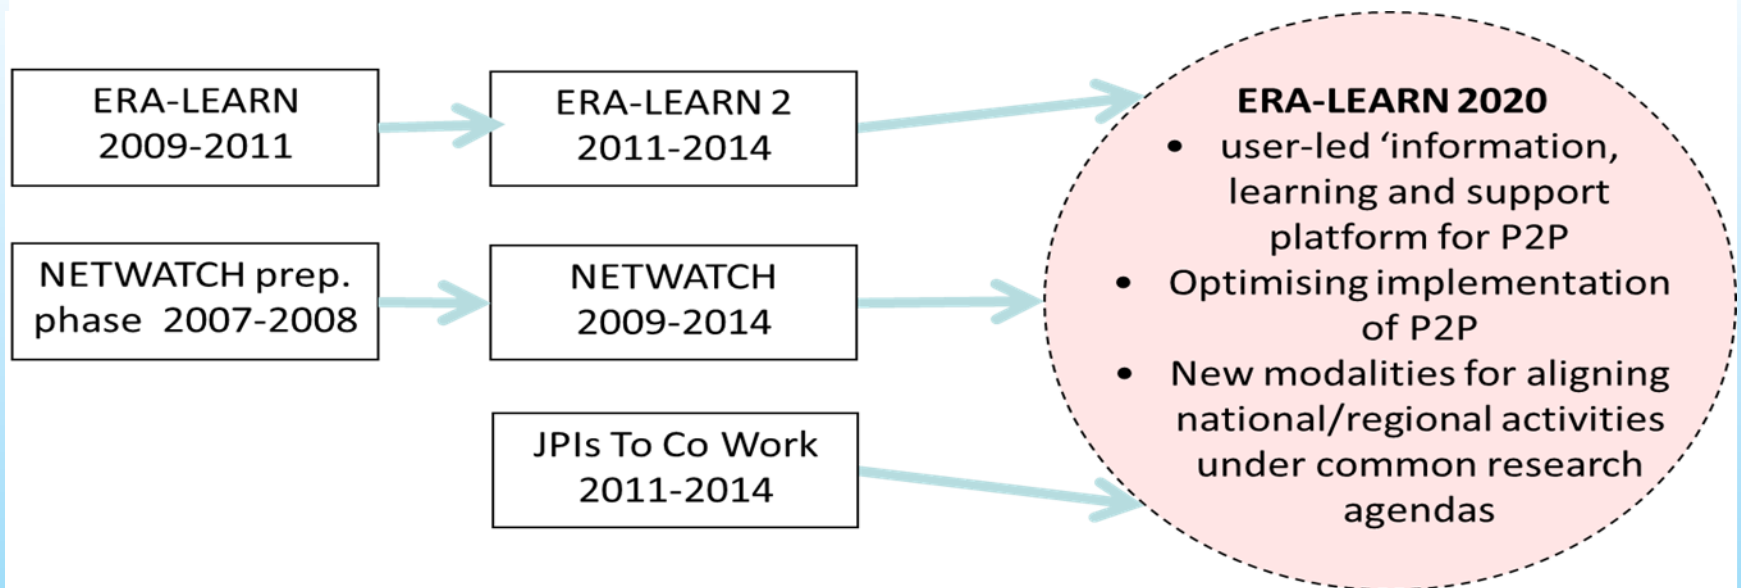 ERA-LEARN
2009-2011
ERA-LEARN 2
2011-2014
NETWATCH prep.
phase 2007-2008
NETWATCH
2009-2014
JPIs To Co Work
2011-2014
ERA-LEARN 2020
• user-led ‘information,
learning and support
platform for P2P
• Optimising implementation
of P2P
• New modalities for aligning
national/regional activities
under common research
agendas